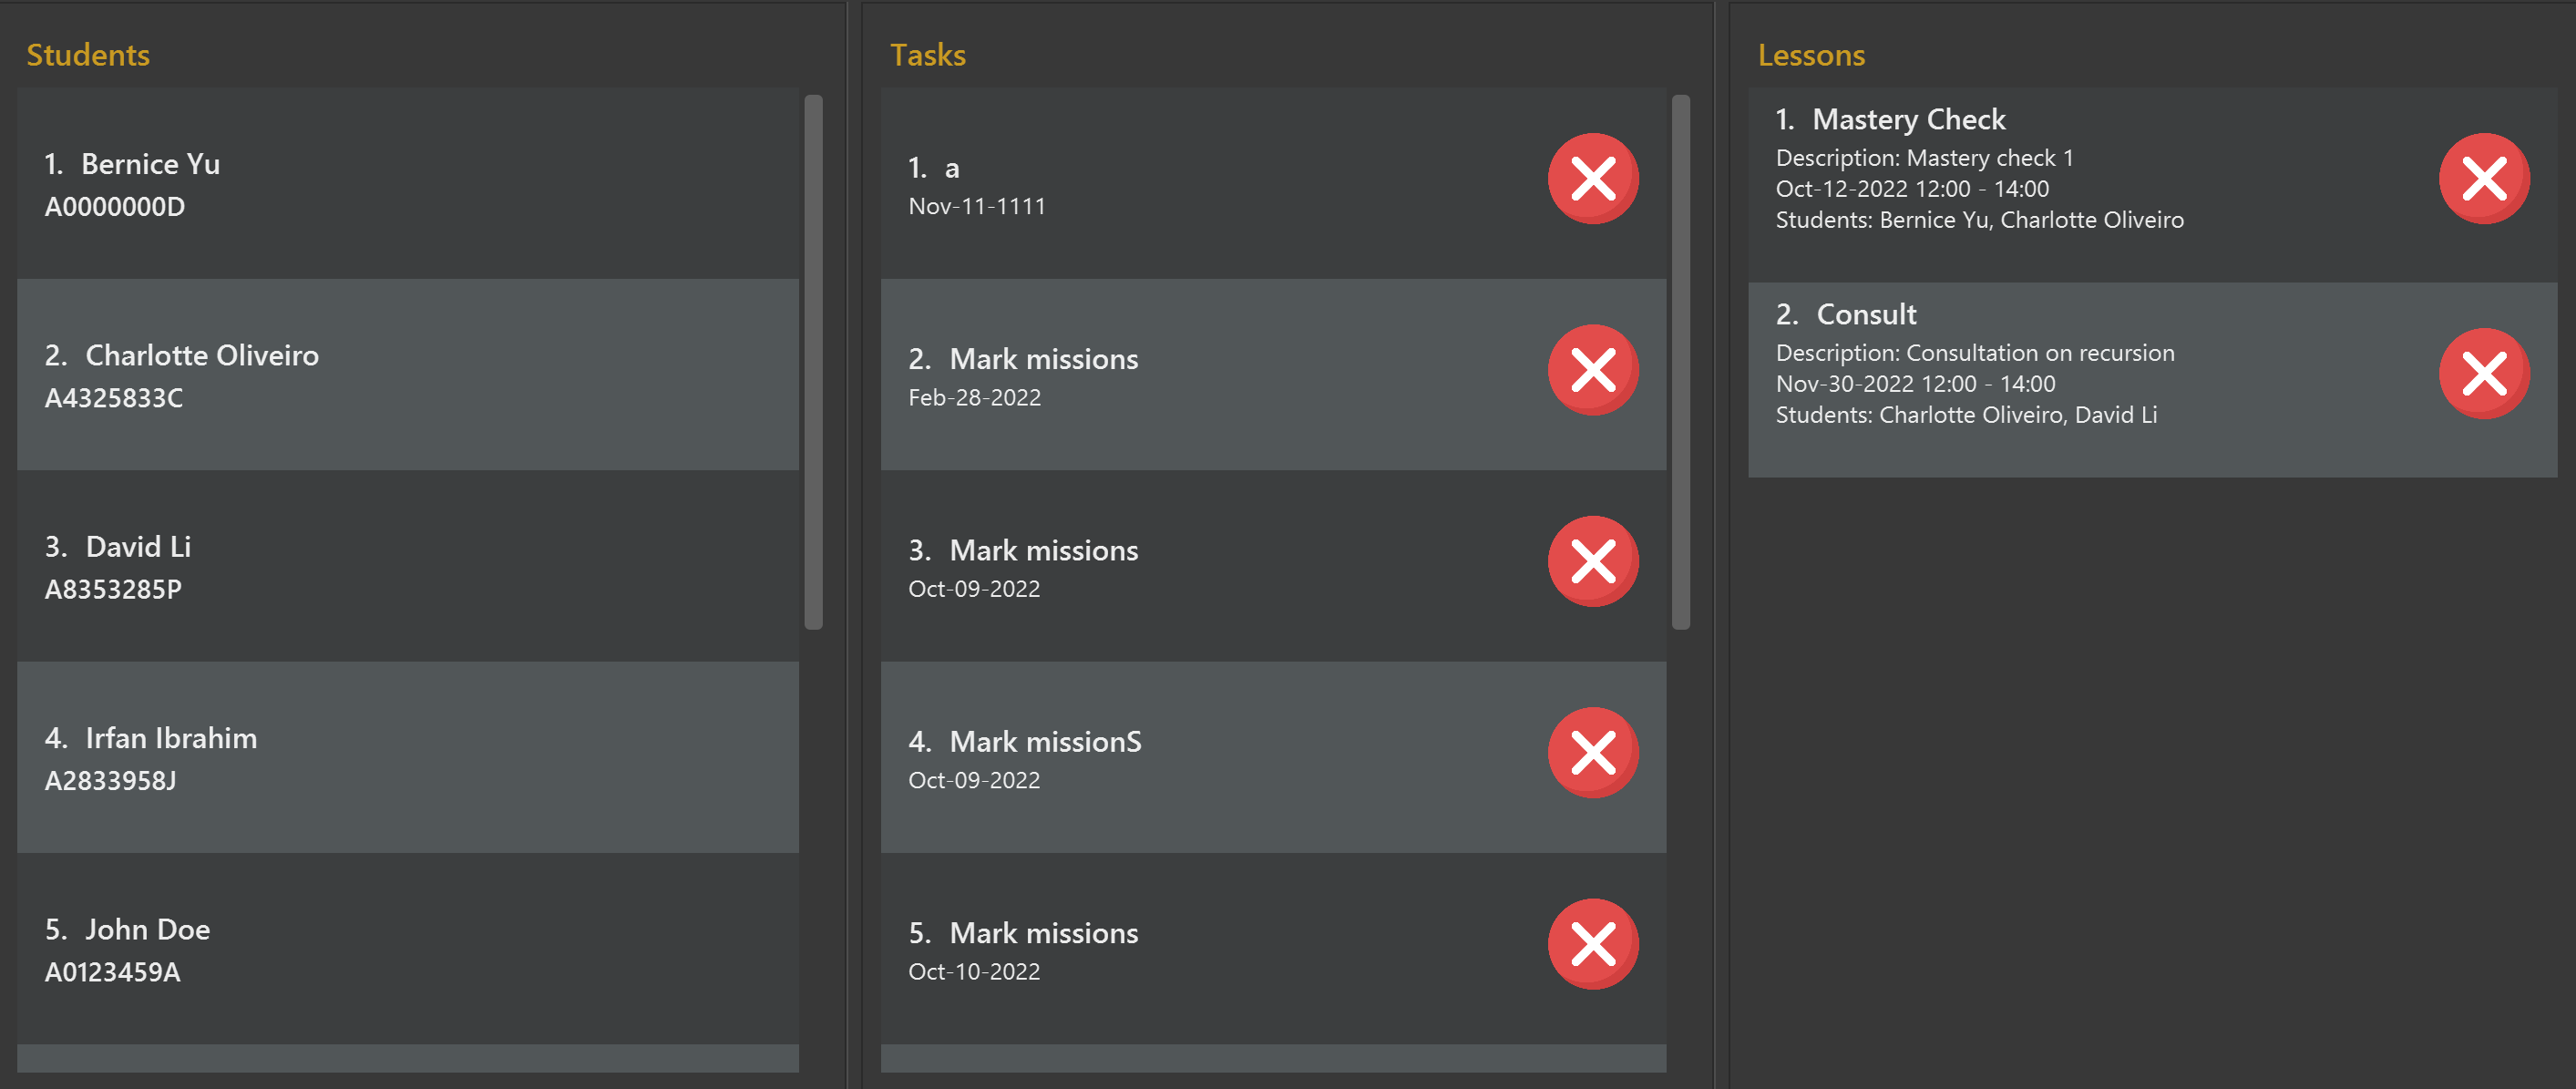 Students
1. Bernice Yu
A0000000D
2. Charlotte Oliveiro
A4325833C
3. David Li
A8353285P
4. Irfan Ibrahim
A2833958J
5. John Doe
A0123459A
Tasks
1. a
Nov-11-1111
2. Mark missions
Feb-28-2022
3. Mark missions
Oct-09-2022
4. Mark missionS
Oct-09-2022
5. Mark missions
Oct-10-2022
Lessons
1. Mastery Check
Description: Mastery check 1
Oct-12-2022 12:00 - 14:00
Students: Bernice Yu, Charlotte Oliveiro
2. Consult
Description: Consultation on recursion
Nov-30-2022 12:00 - 14:00
Students: Charlotte Oliveiro, David Li